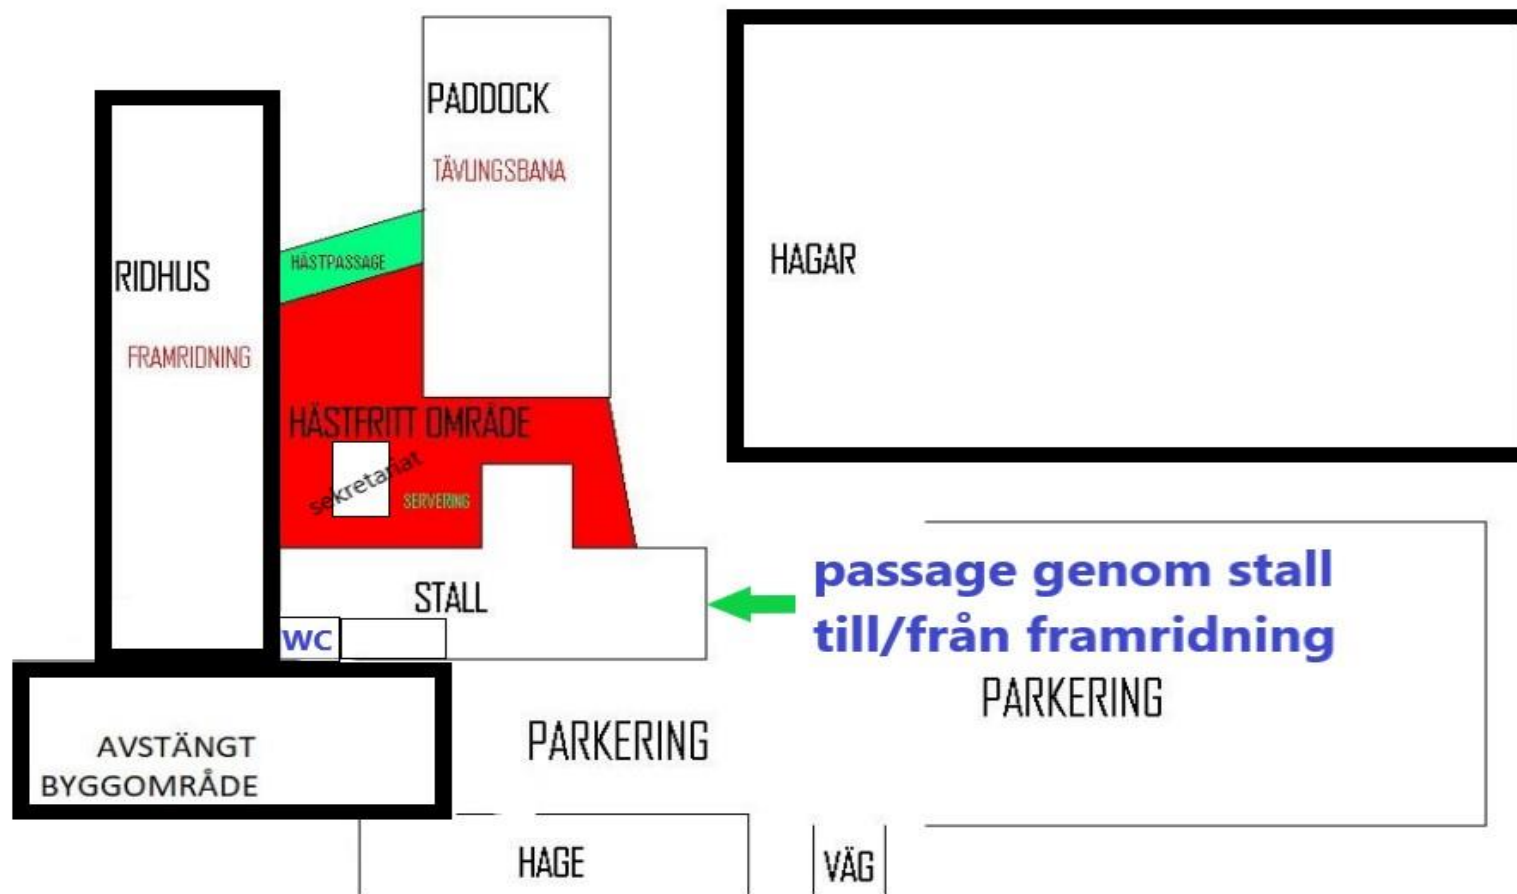 PADDOCK
TÄVLINGSBANA
RIDHUS
FRAMRIDNING
HÄSTPASSAGE
HAGAR
HÄSTFRITT OMRÅDE
sekretariat
SERVERING
STALL
WC
passage genom stall
till/från framridning
PARKERING
PARKERING
AVSTÄNGT
BYGGOMRÅDE
HAGE
VÄG